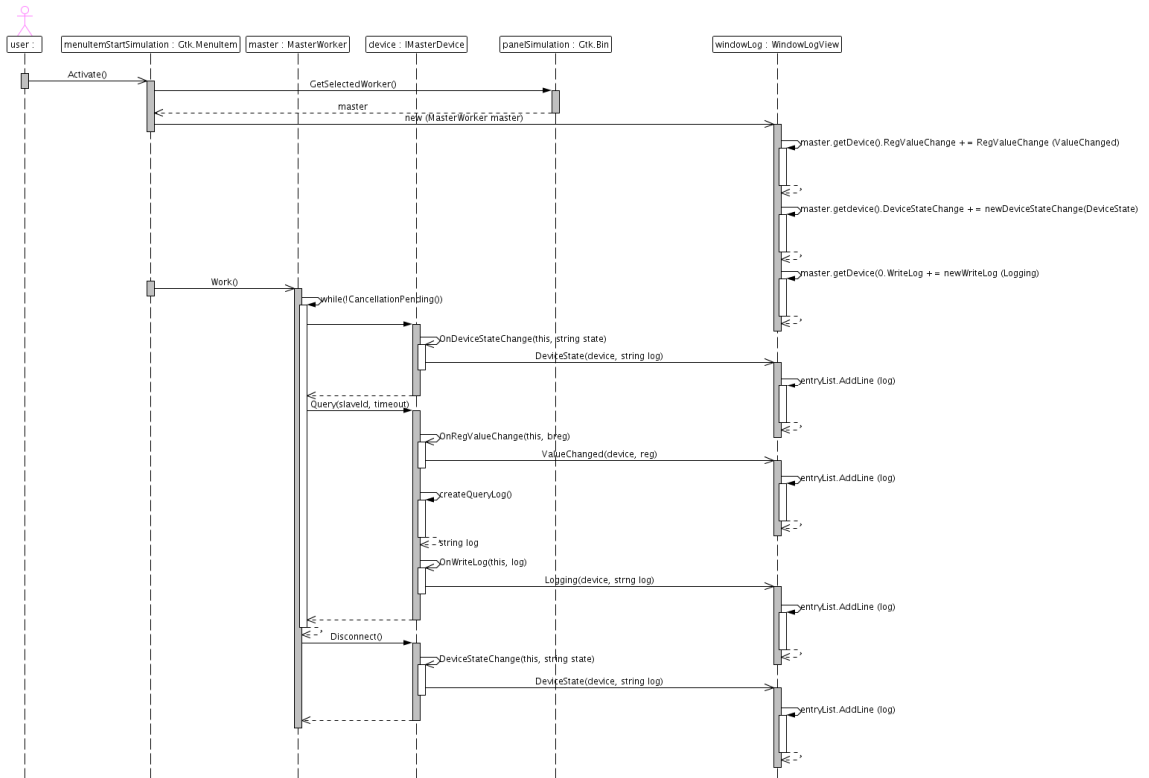 user :
menuItemStartSimulation : Gtk.MenuItem
master : MasterWorker
device : IMasterDevice
panelSimulation : Gtk.Bin
windowLog : WindowLogView
Activate()
GetSelectedWorker()
master
new (MasterWorker master)
master.getDevice().RegValueChange += RegValueChange (ValueChanged)
master.getdevice().DeviceStateChange += newDeviceStateChange(DeviceState)
master.getDevice(0.WriteLog += newWriteLog (Logging)
Work()
while(!CancellationPending())
OnDeviceStateChange(this, string state)
DeviceState(device, string log)
entryList.AddLine (log)
Query(slaveId, timeout)
OnRegValueChange(this, breg)
ValueChanged(device, reg)
entryList.AddLine (log)
createQueryLog()
string log
OnWriteLog(this, log)
Logging(device, strng log)
entryList.AddLine (log)
Disconnect()
DeviceStateChange(this, string state)
DeviceState(device, string log)
entryList.AddLine (log)